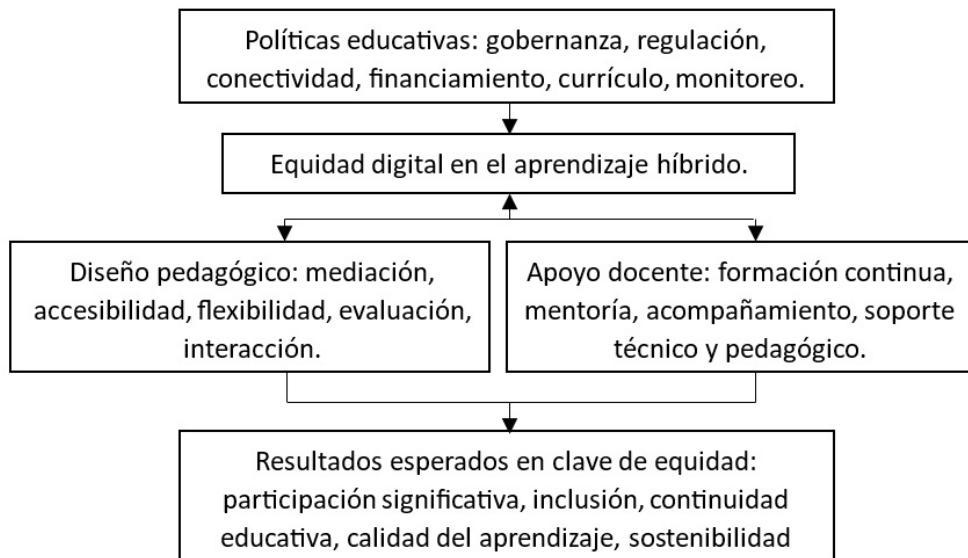 Políticas educativas: gobernanza, regulación,
conectividad, financiamiento, currículo, monitoreo.
Equidad digital en el aprendizaje híbrido.
Diseño pedagógico: mediación,
accesibilidad, flexibilidad, evaluación,
interacción.
Apoyo docente: formación continua,
mentoría, acompañamiento, soporte
técnico y pedagógico.
Resultados esperados en clave de equidad:
participación significativa, inclusión, continuidad
educativa, calidad del aprendizaje, sostenibilidad